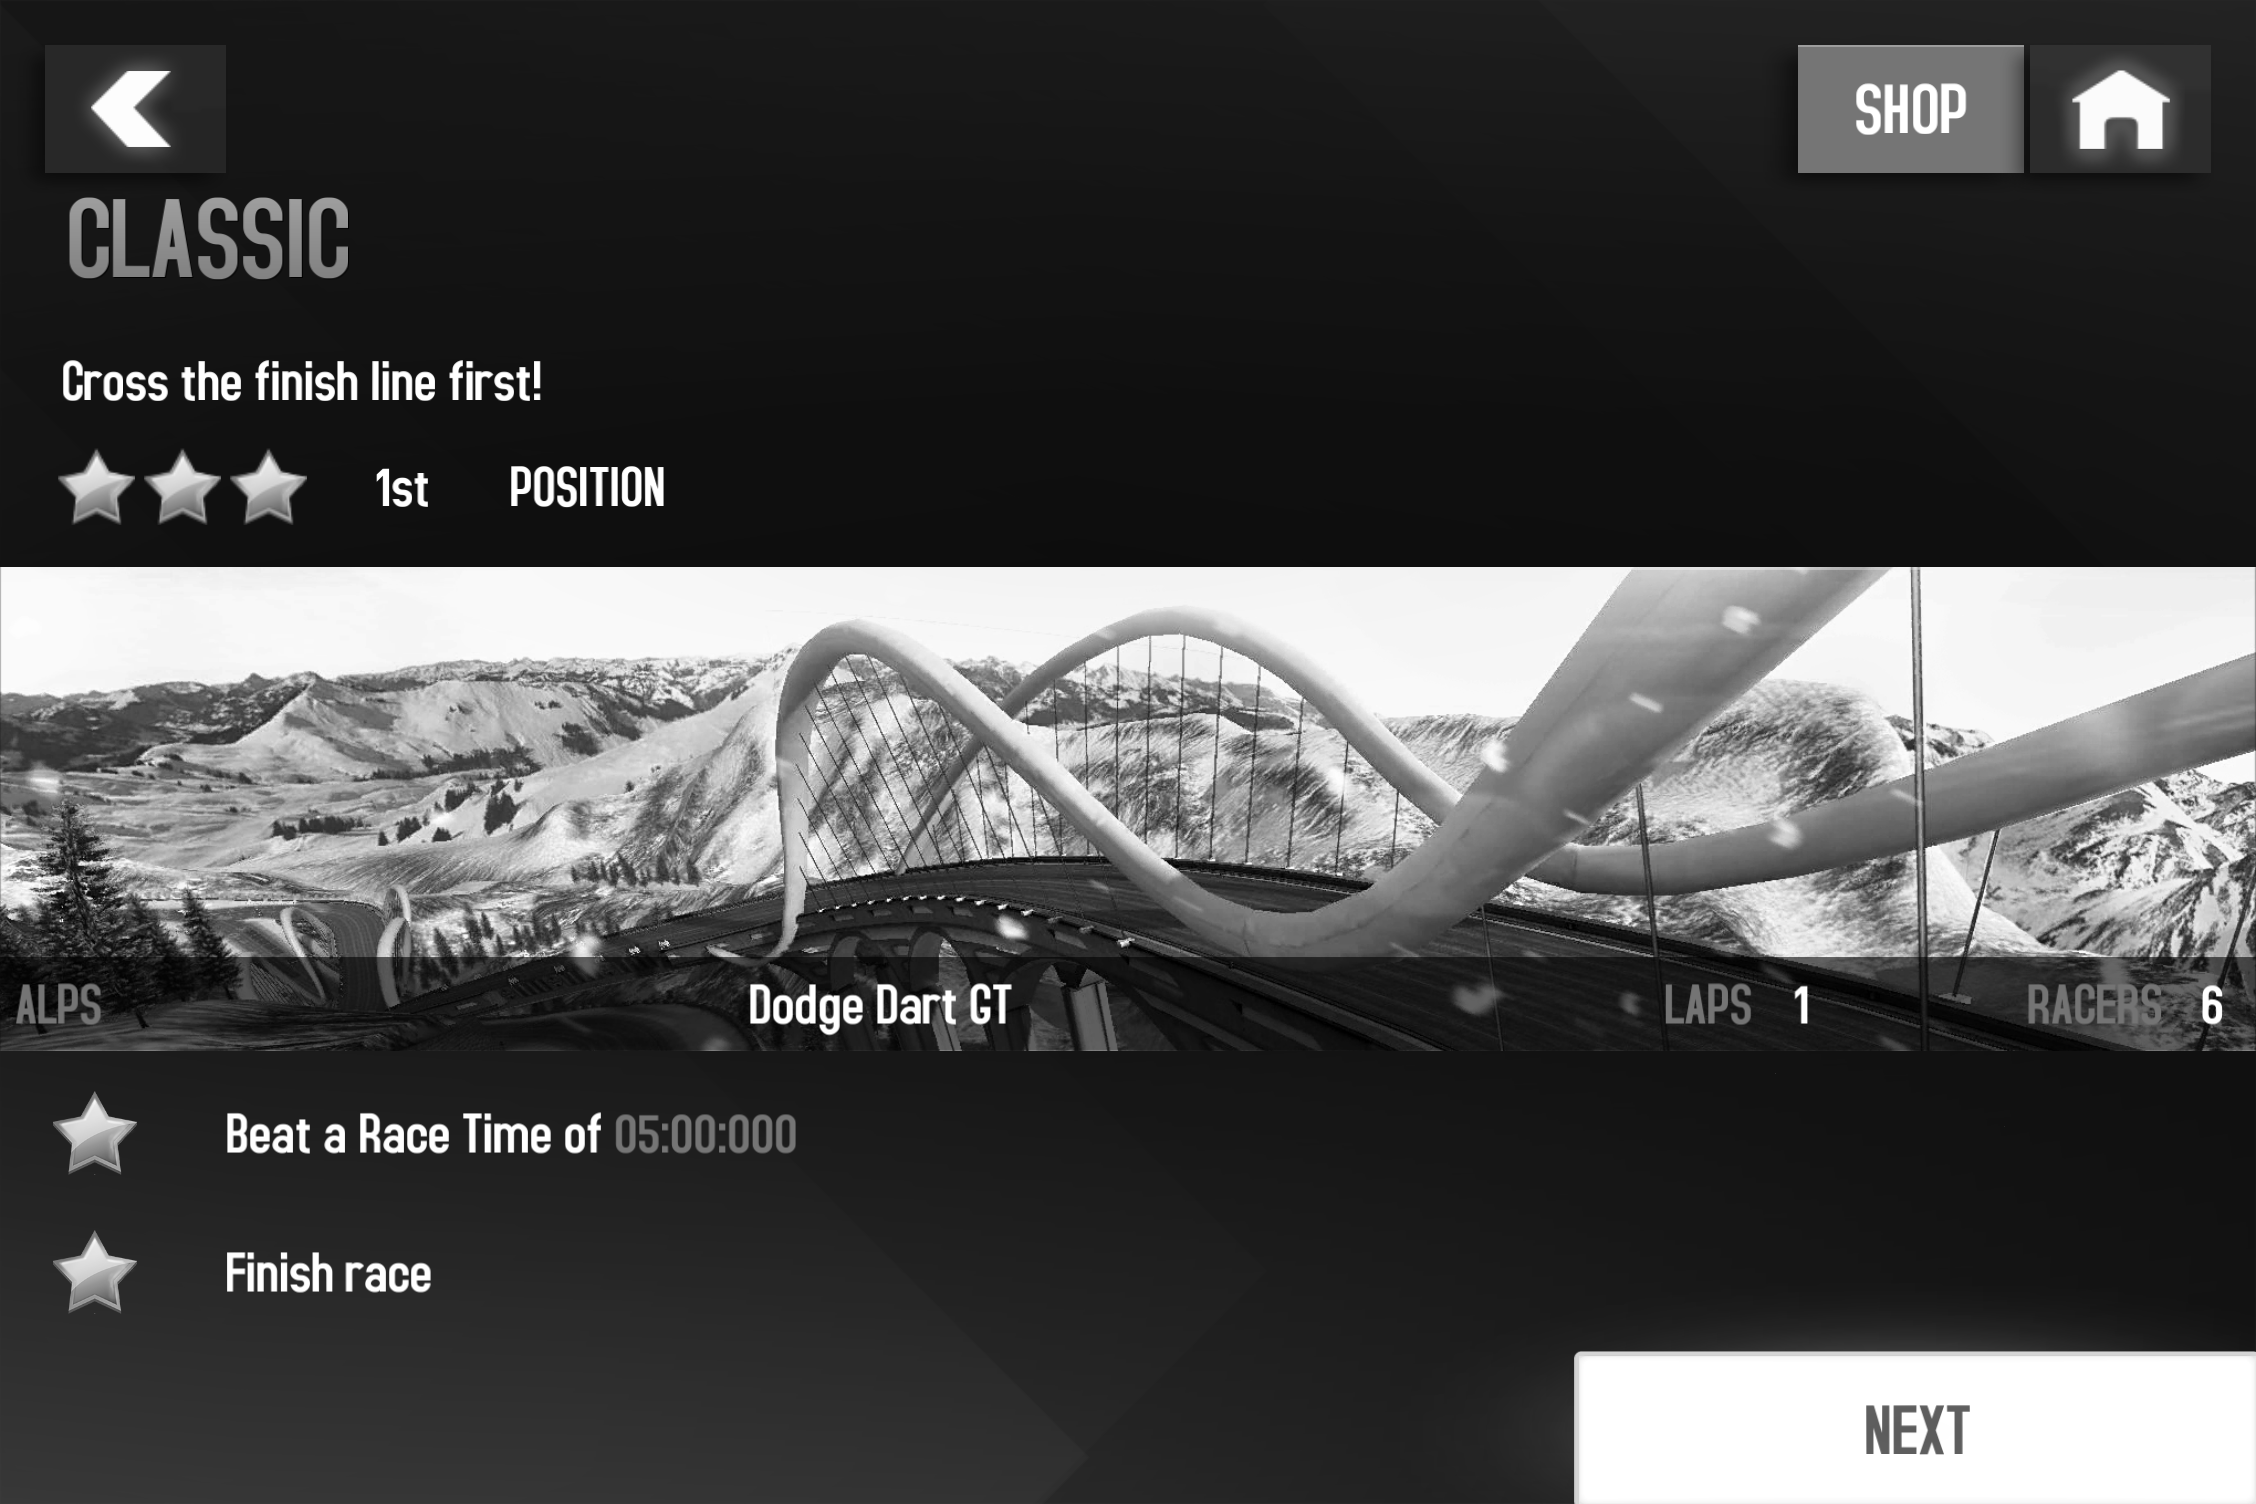 SHOP
CLASSIC
Cross the finish line first!
1st POSITION
ALPS Dodge Dart GT LAPS 1 RACERS 6
Beat a Race Time of 05:00:000
Finish race
NEXT